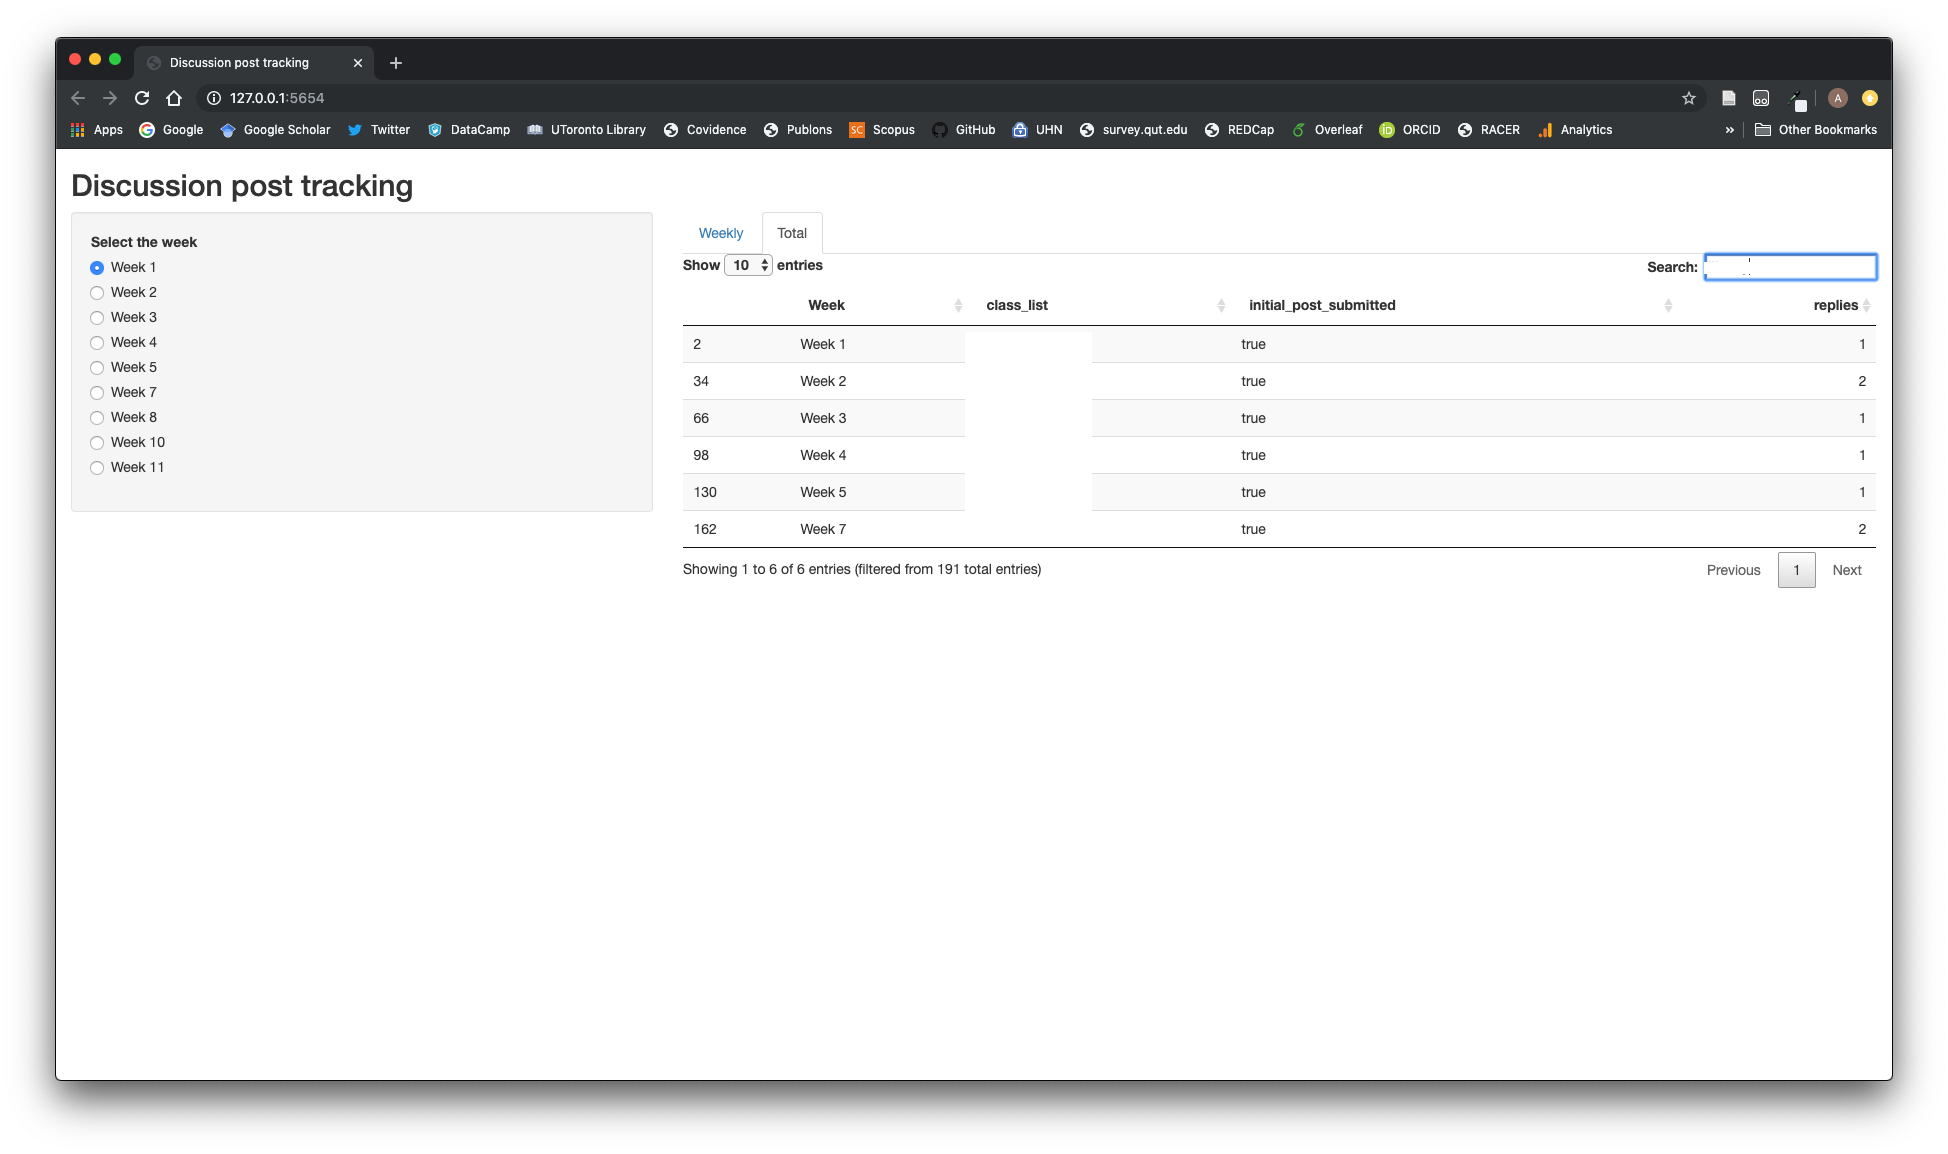 Discussion post tracking
127.0.0.1:5654
A
Apps Google Google Scholar Twitter DataCamp UToronto Library Covidence Publons SC Scopus GitHub UHN survey.qut.edu REDCap Overleaf iD ORCID RACER Analytics » Other Bookmarks
Discussion post tracking
Select the week
Week 1
Week 2
Week 3
Week 4
Week 5
Week 7
Week 8
Week 10
Week 11
Weekly Total
Show 10 entries Search:
Week class_list initial_post_submitted replies
2 Week 1 true 1
34 Week 2 true 2
66 Week 3 true 1
98 Week 4 true 1
130 Week 5 true 1
162 Week 7 true 2
Showing 1 to 6 of 6 entries (filtered from 191 total entries) Previous 1 Next